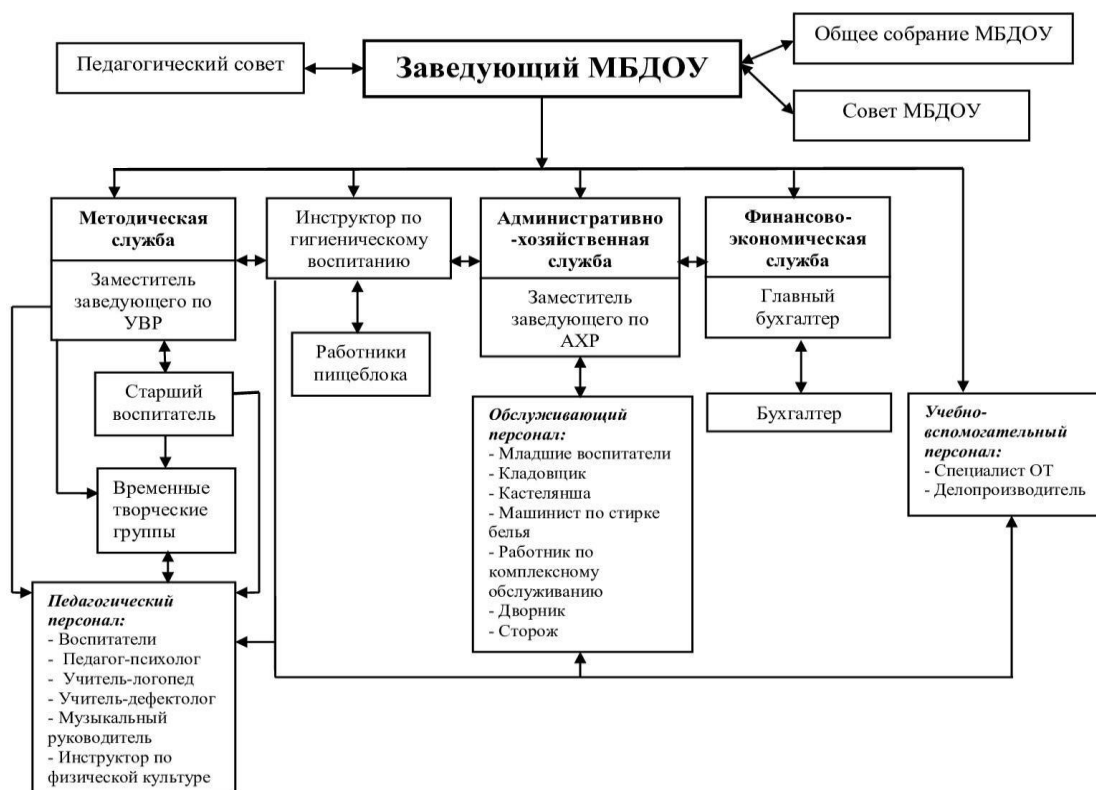 Педагогический совет
Заведующий МБДОУ
Общее собрание МБДОУ
Совет МБДОУ
Методическая
служба
Заместитель
заведующего по
УВР
Инструктор по
гигиеническому
воспитанию
Административно
-хозяйственная
служба
Заместитель
заведующего по
АХР
Финансово-
экономическая
служба
Главный
бухгалтер
Старший
воспитатель
Работники
пищеблока
Бухгалтер
Временные
творческие
группы
Обслуживающий
персонал:
- Младшие воспитатели
- Кладовщик
- Кастелянша
- Машинист по стирке
белья
- Работник по
комплексному
обслуживанию
- Дворник
- Сторож
Учебно-
вспомогательный
персонал:
- Специалист ОТ
- Делопроизводитель
Педагогический
персонал:
- Воспитатели
- Педагог-психолог
- Учитель-логопед
- Учитель-дефектолог
- Музыкальный
руководитель
- Инструктор по
физической культуре